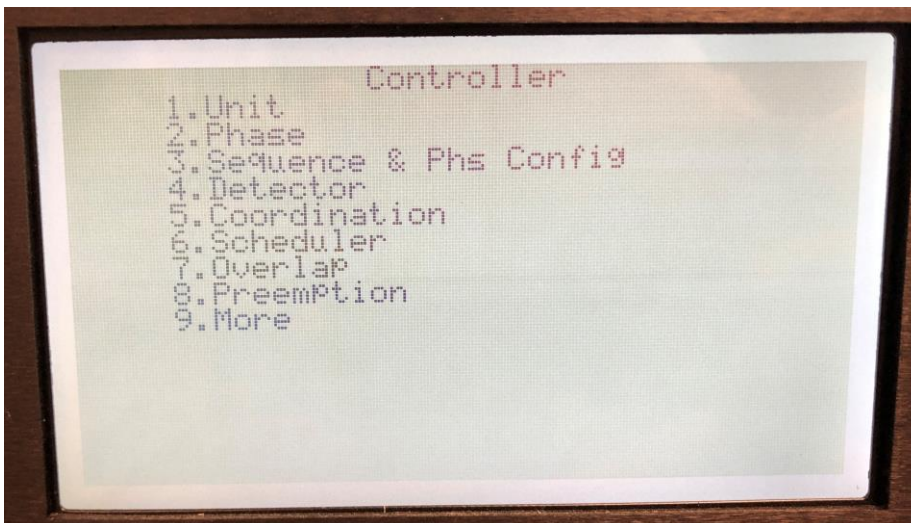 Controller
1.Unit
2.Phase
3.Sequence & Phs Config
4.Detector
5.Coordination
6.Scheduler
7.Overlap
8.Preemption
9.More